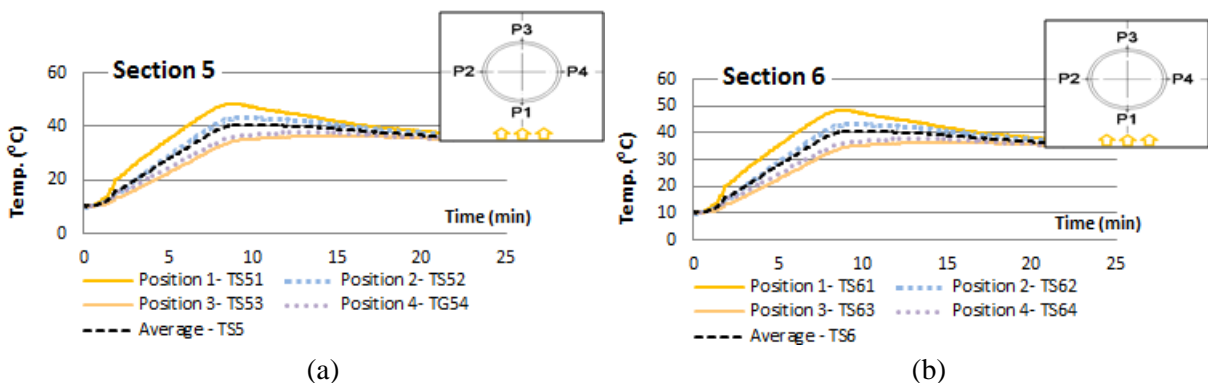 Section 5
Temp. (°C)
60
40
20
0
0 5 10 15 20 25
Time (min)
P3
P2
P4
P1
Position 1- TS51
Position 2- TS52
Position 3- TS53
Position 4- TG54
Average - TS5
(a)
Section 6
Temp. (°C)
60
50
40
30
20
10
0
0 5 10 15 20 25
Time (min)
P3
P2
P4
P1
Position 1- TS61
Position 2- TS62
Position 3- TS63
Position 4- TS64
Average - TS6
(b)